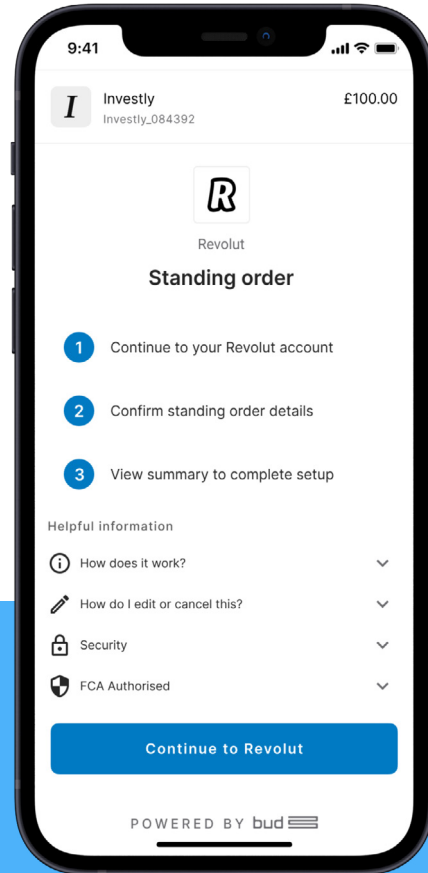 9:41
I
Investly
£100.00
Investly_084392
R
Revolut
Standing order
1 Continue to your Revolut account
2 Confirm standing order details
3 View summary to complete setup
Helpful information
How does it work?
How do I edit or cancel this?
Security
FCA Authorised
Continue to Revolut
POWERED BY bud